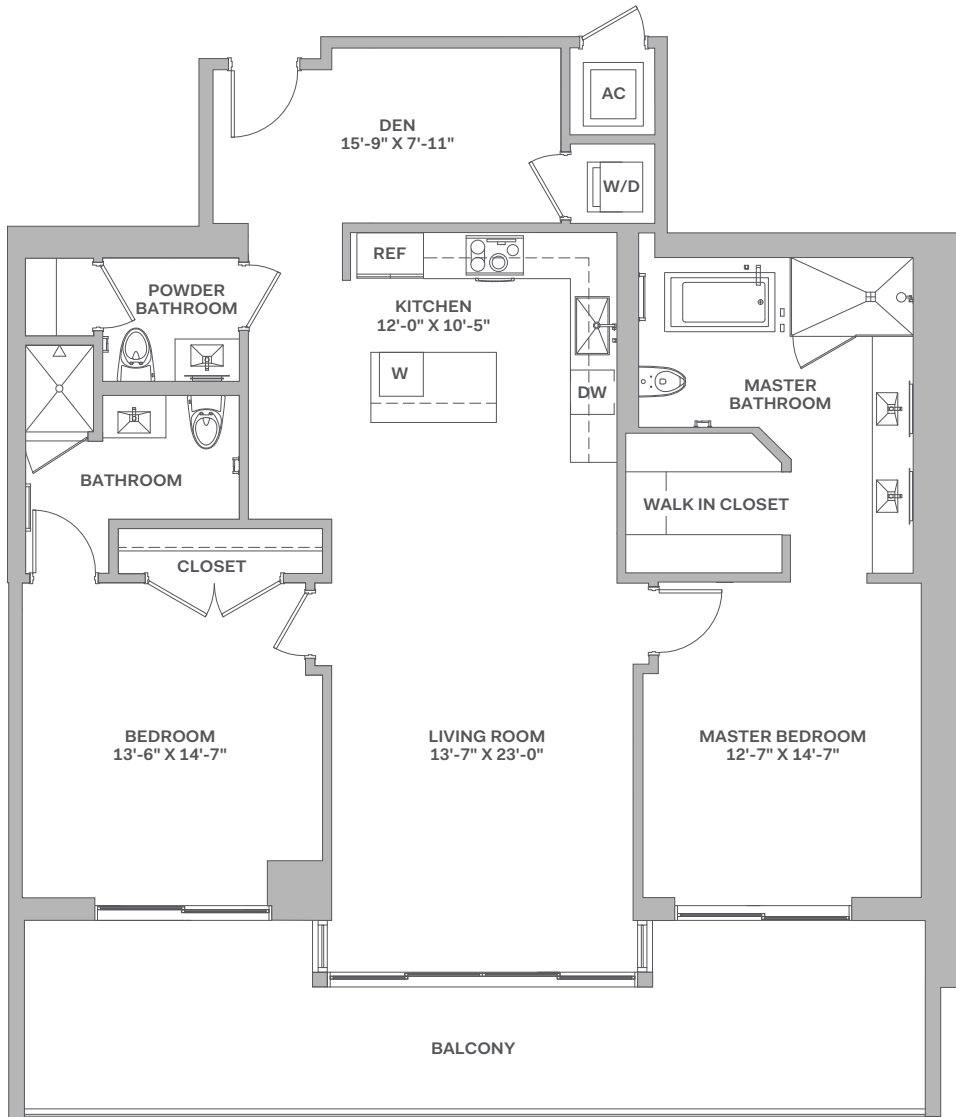 AC
DEN
15'-9" X 7'-11"
W/D
REF
POWDER
BATHROOM
KITCHEN
12'-0" X 10'-5"
W
DW
MASTER
BATHROOM
BATHROOM
WALK IN CLOSET
CLOSET
BEDROOM
13'-6" X 14'-7"
LIVING ROOM
13'-7" X 23'-0"
MASTER BEDROOM
12'-7" X 14'-7"
BALCONY